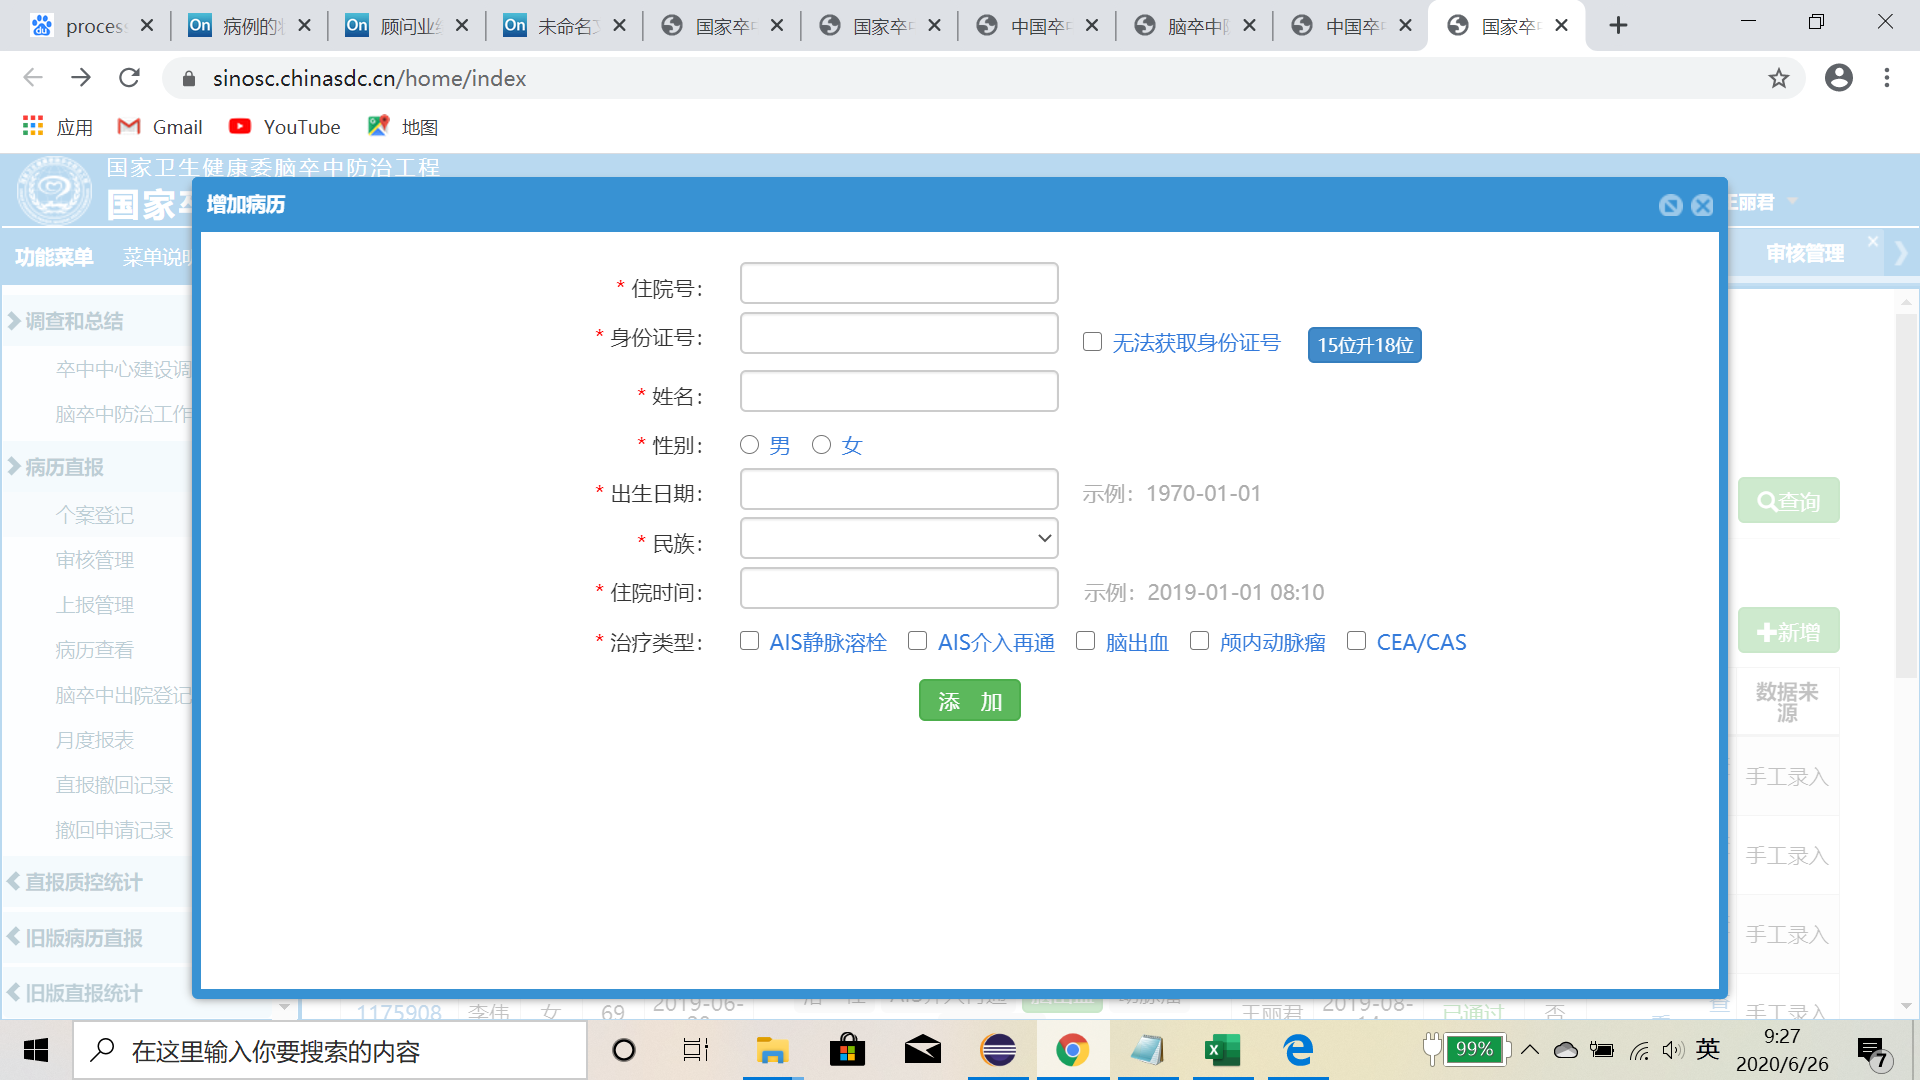 process
病例的
顾问业
未命名
国家卒中
国家卒中
中国卒中
脑卒中
中国卒中
国家卒中
sinosc.chinasdc.cn/home/index
应用 Gmail YouTube 地图
国家卫生健康委脑卒中防治工程
国家
王丽君
功能菜单 菜单说明
审核管理
增加病历
调查和总结
卒中中心建设调
脑卒中防治工作
病历直报
个案登记
审核管理
上报管理
病历查看
脑卒中出院登记
月度报表
直报撤回记录
撤回申请记录
直报质控统计
旧版病历直报
旧版直报统计
* 住院号：
* 身份证号： 无法获取身份证号 15位升18位
* 姓名：
* 性别： 男 女
* 出生日期： 示例：1970-01-01
* 民族：
* 住院时间： 示例：2019-01-01 08:10
* 治疗类型： AIS静脉溶栓 AIS介入再通 脑出血 颅内动脉瘤 CEA/CAS
添 加
查询
新增
数据来源
手工录入
手工录入
手工录入
手工录入
1175908 李伟 女 69 2019-06- 王丽君 2019-08- 已通过 否
在这里输入你要搜索的内容
99%
英
9:27
2020/6/26
7